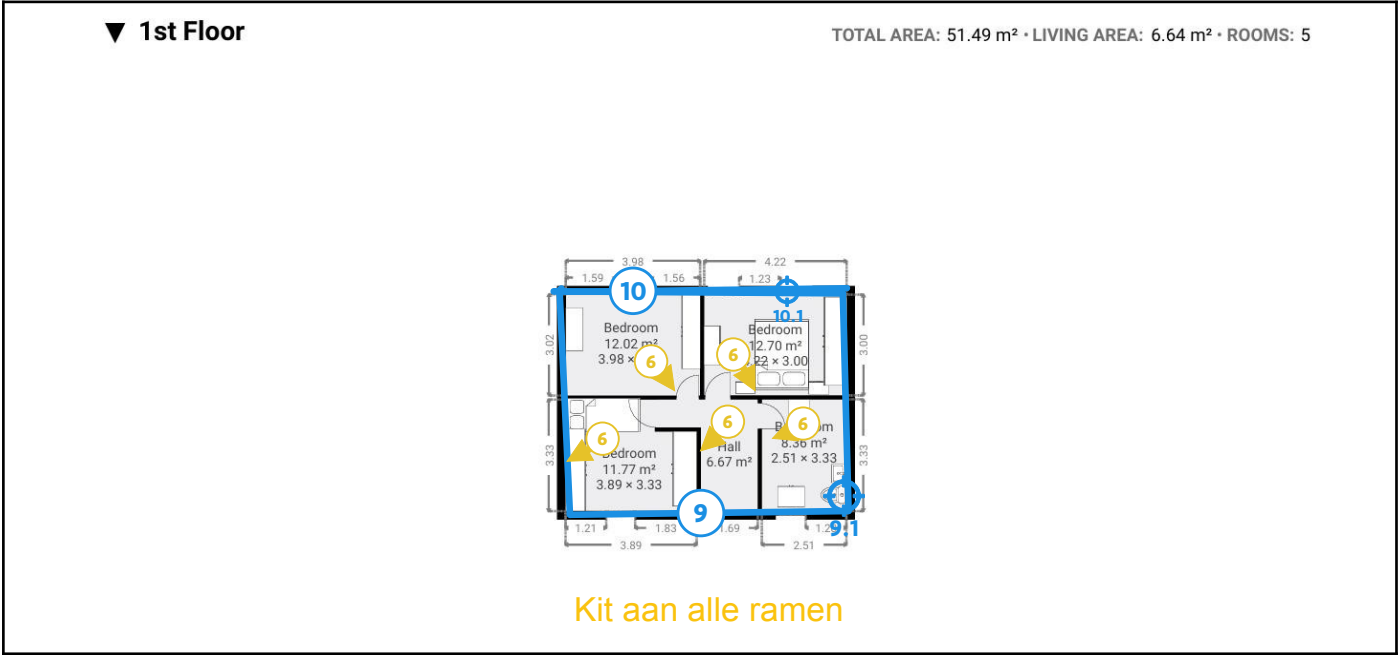 ▼ 1st Floor
TOTAL AREA: 51.49 m² • LIVING AREA: 6.64 m² • ROOMS: 5
3.98
4.22
1.59
1.56
1.23
10
10.1
Bedroom
12.02 m²
3.98 ×
Bedroom
12.70 m²
× 3.00
3.02
3.00
6
6
6
6
6
Bedroom
11.77 m²
3.89 × 3.33
Hall
6.67 m²
8.36 m²
2.51 × 3.33
3.33
3.33
9
9.1
1.21
1.83
1.69
3.89
2.51
Kit aan alle ramen